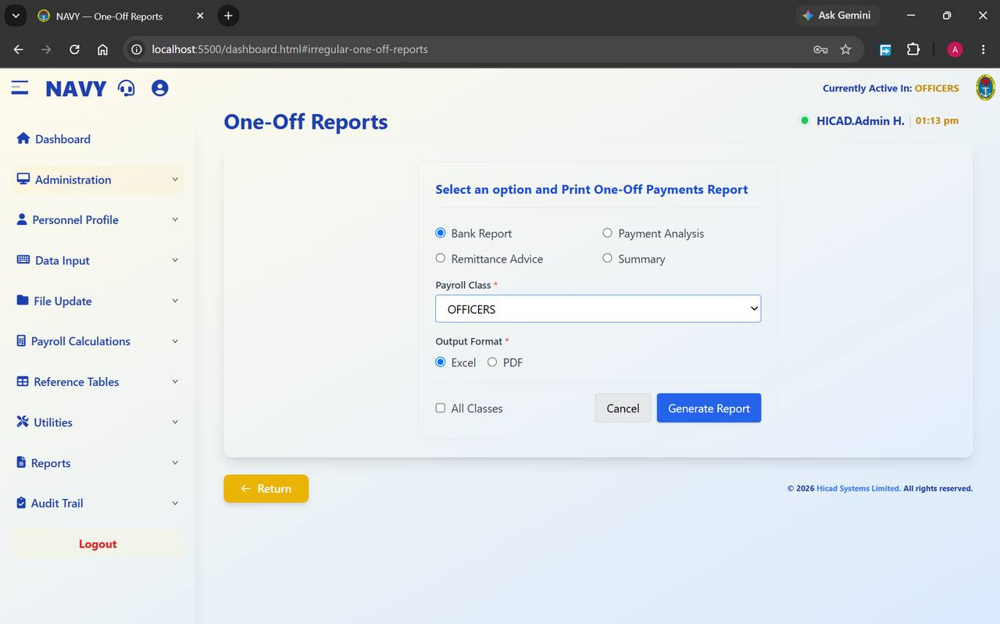 NAVY — One-Off Reports
Ask Gemini
localhost:5500/dashboard.html#irregular-one-off-reports
A
NAVY
Currently Active In: OFFICERS
One-Off Reports
HICAD.Admin H. | 01:13 pm
Dashboard
Administration
Personnel Profile
Data Input
File Update
Payroll Calculations
Reference Tables
Utilities
Reports
Audit Trail
Logout
Select an option and Print One-Off Payments Report
Bank Report
Payment Analysis
Remittance Advice
Summary
Payroll Class *
OFFICERS
Output Format *
Excel
PDF
All Classes
Cancel
Generate Report
Return
© 2026 Hicad Systems Limited. All rights reserved.